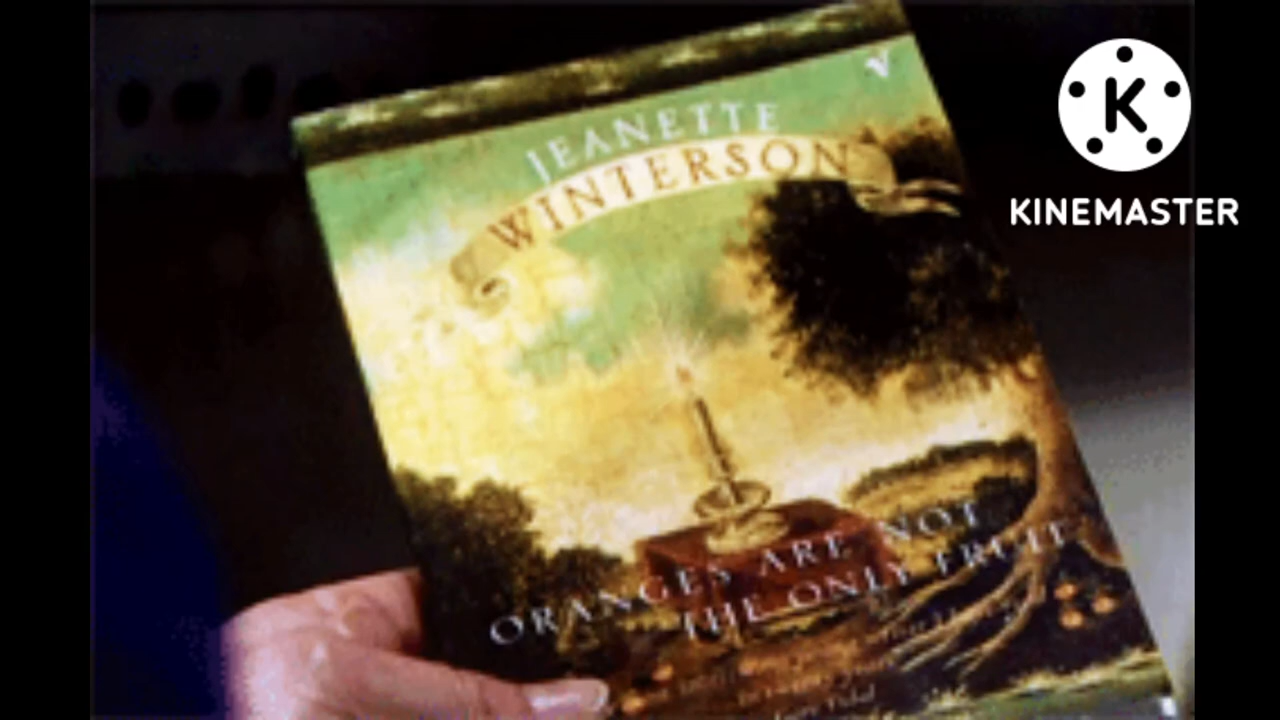 JEANETTE
WINTERSON
ORANGES ARE NOT
THE ONLY FRUIT
K
KINEMASTER